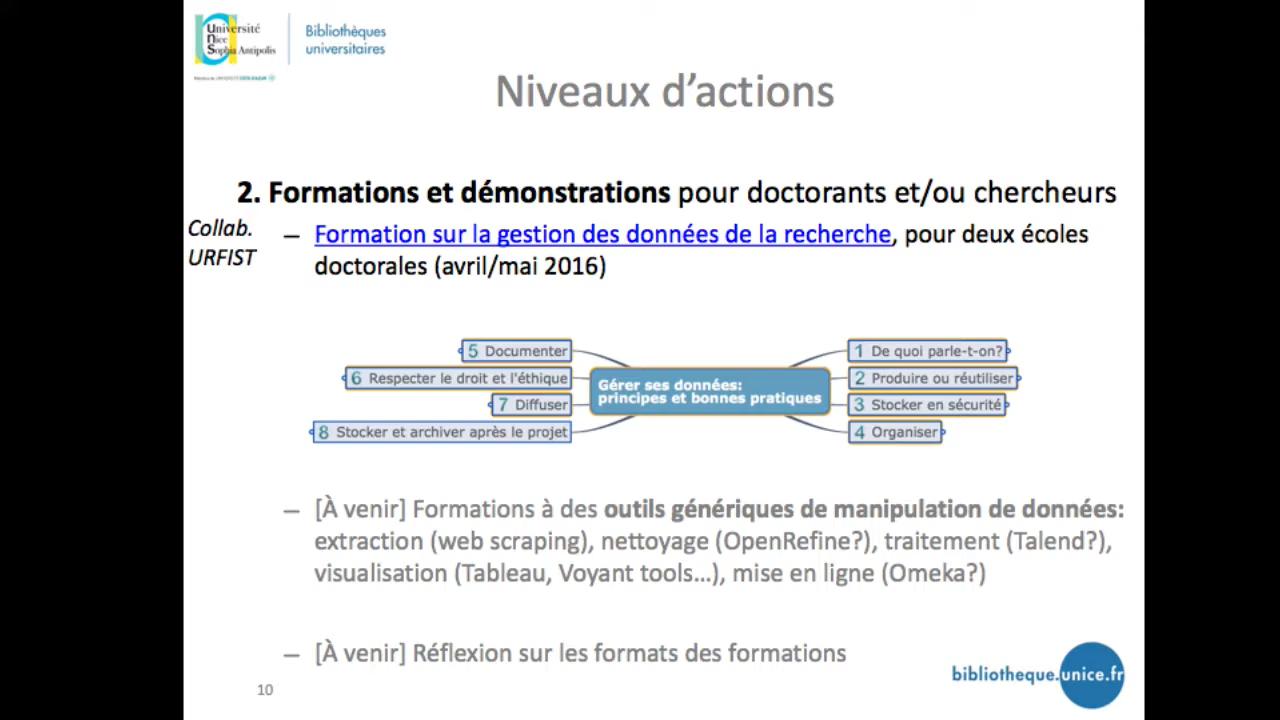 Université
Nice
Sophia Antipolis
Bibliothèques
universitaires
Niveaux d’actions
2. Formations et démonstrations pour doctorants et/ou chercheurs
Collab.
URFIST
– Formation sur la gestion des données de la recherche, pour deux écoles
doctorales (avril/mai 2016)
5 Documenter
6 Respecter le droit et l'éthique
7 Diffuser
8 Stocker et archiver après le projet
Gérer ses données:
principes et bonnes pratiques
1 De quoi parle-t-on?
2 Produire ou réutiliser
3 Stocker en sécurité
4 Organiser
– [À venir] Formations à des outils génériques de manipulation de données:
extraction (web scraping), nettoyage (OpenRefine?), traitement (Talend?),
visualisation (Tableau, Voyant tools…), mise en ligne (Omeka?)
– [À venir] Réflexion sur les formats des formations
bibliotheque.unice.fr
10